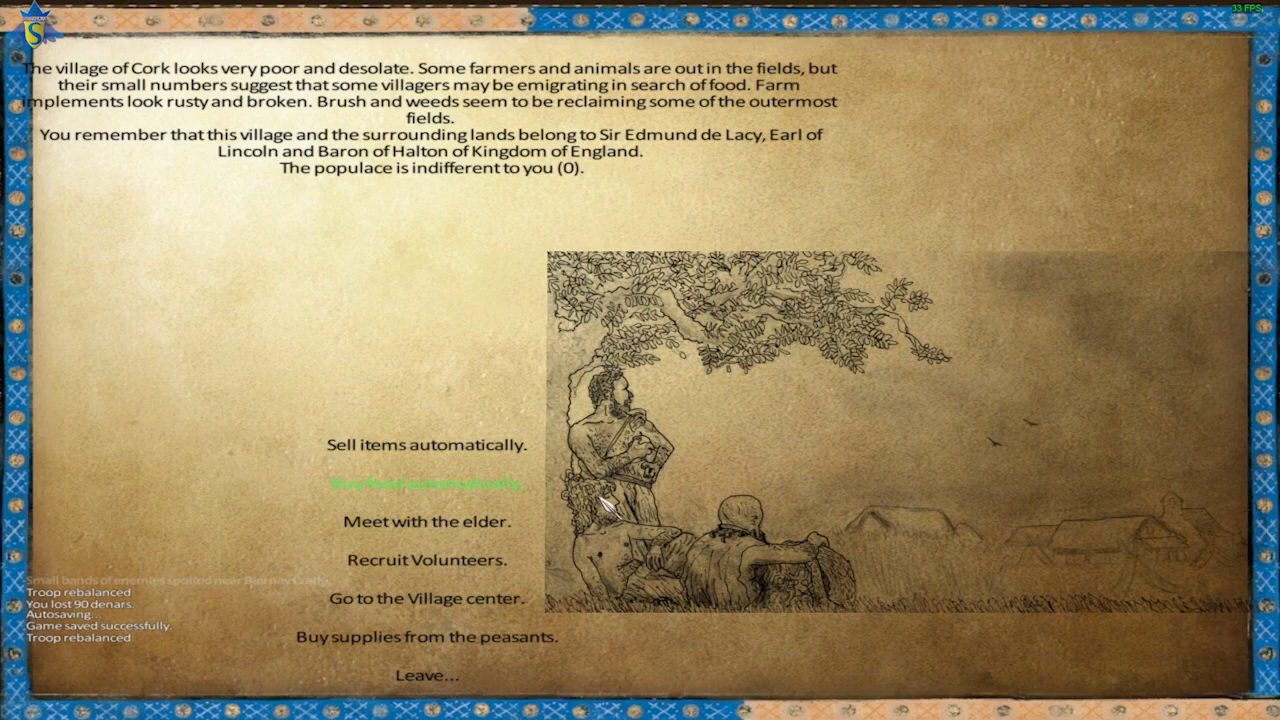 33 FPS
The village of Cork looks very poor and desolate. Some farmers and animals are out in the fields, but
their small numbers suggest that some villagers may be emigrating in search of food. Farm
implements look rusty and broken. Brush and weeds seem to be reclaiming some of the outermost
fields.
You remember that this village and the surrounding lands belong to Sir Edmund de Lacy, Earl of
Lincoln and Baron of Halton of Kingdom of England.
The populace is indifferent to you (0).
Sell items automatically.
Buy food automatically.
Meet with the elder.
Recruit Volunteers.
Go to the Village center.
Buy supplies from the peasants.
Leave...
Small bands of enemies spotted near
Troop rebalanced
You lost 90 denars.
Autosaving..
Game saved successfully.
Troop rebalanced